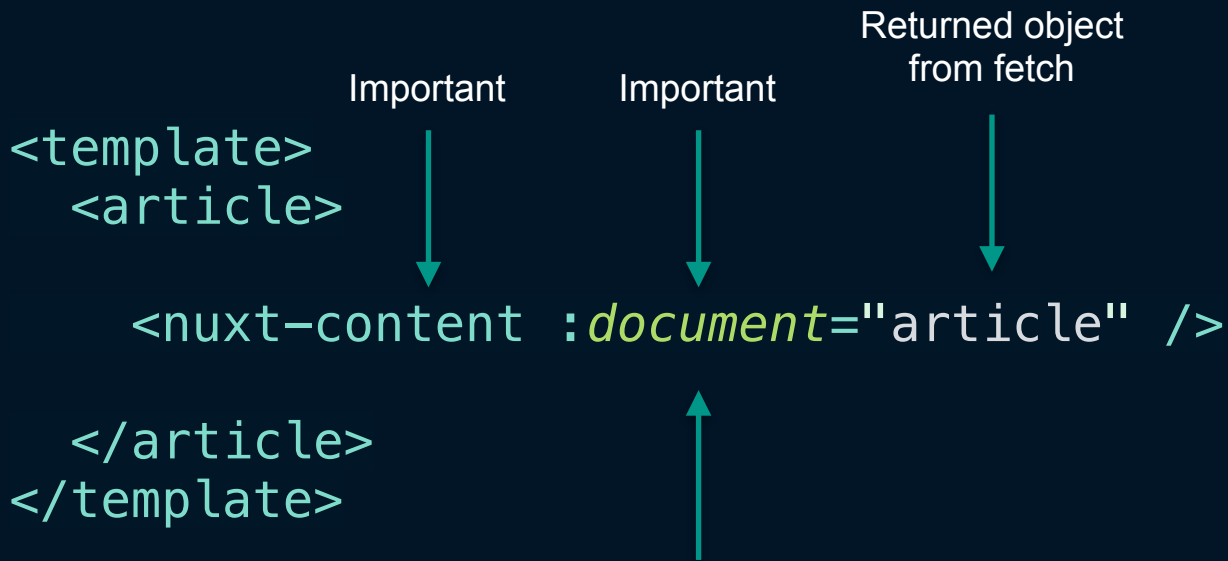 Returned object
from fetch
Important
Important
<template>
  <article>
    <nuxt-content :document="article" />
  </article>
</template>